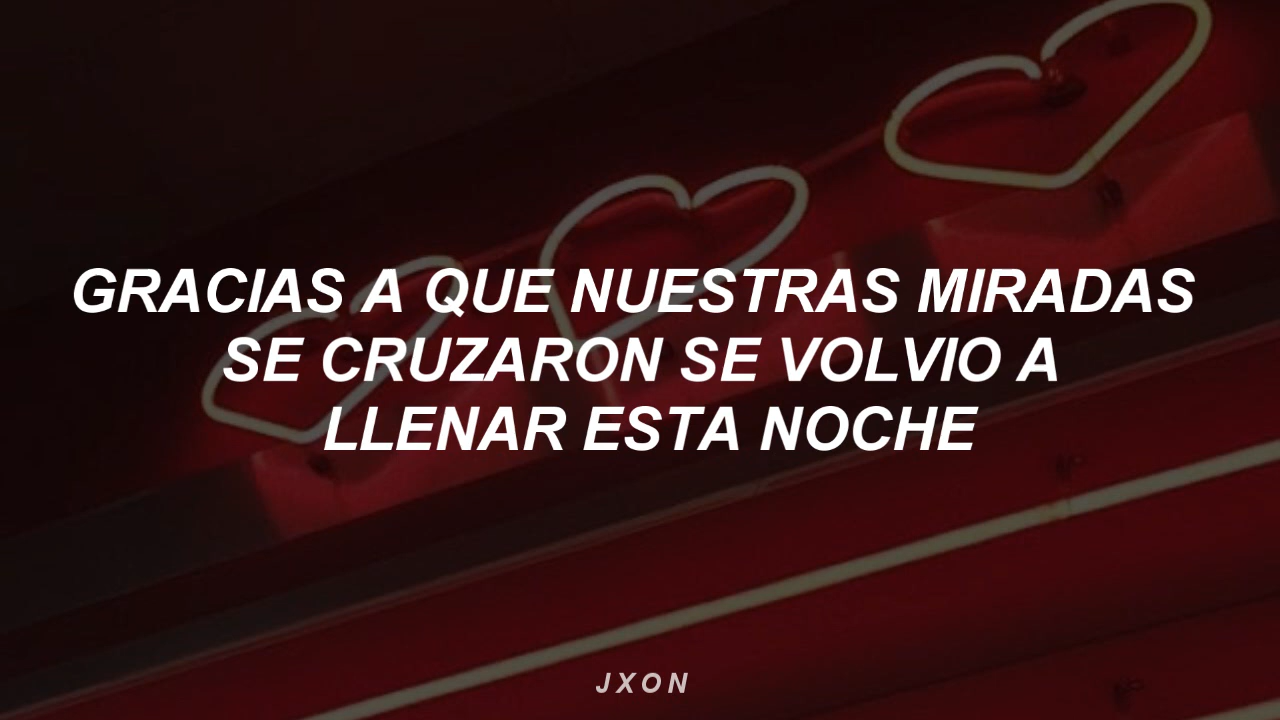 GRACIAS A QUE NUESTRAS MIRADAS
SE CRUZARON SE VOLVIO A
LLENAR ESTA NOCHE
JXON